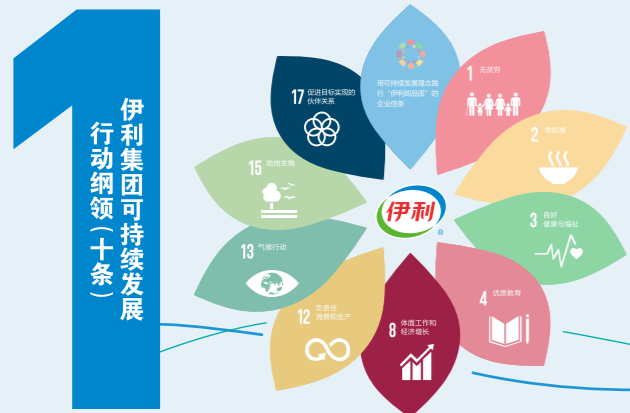 伊利集团可持续发展
行动纲领（十条）
用可持续发展理念践
行“伊利即品质”的
企业信条
1 无贫穷
2 零饥饿
3 良好
健康与福祉
4 优质教育
8 体面工作和
经济增长
12 负责任
消费和生产
13 气候行动
15 陆地生物
17 促进目标实现的
伙伴关系
伊利